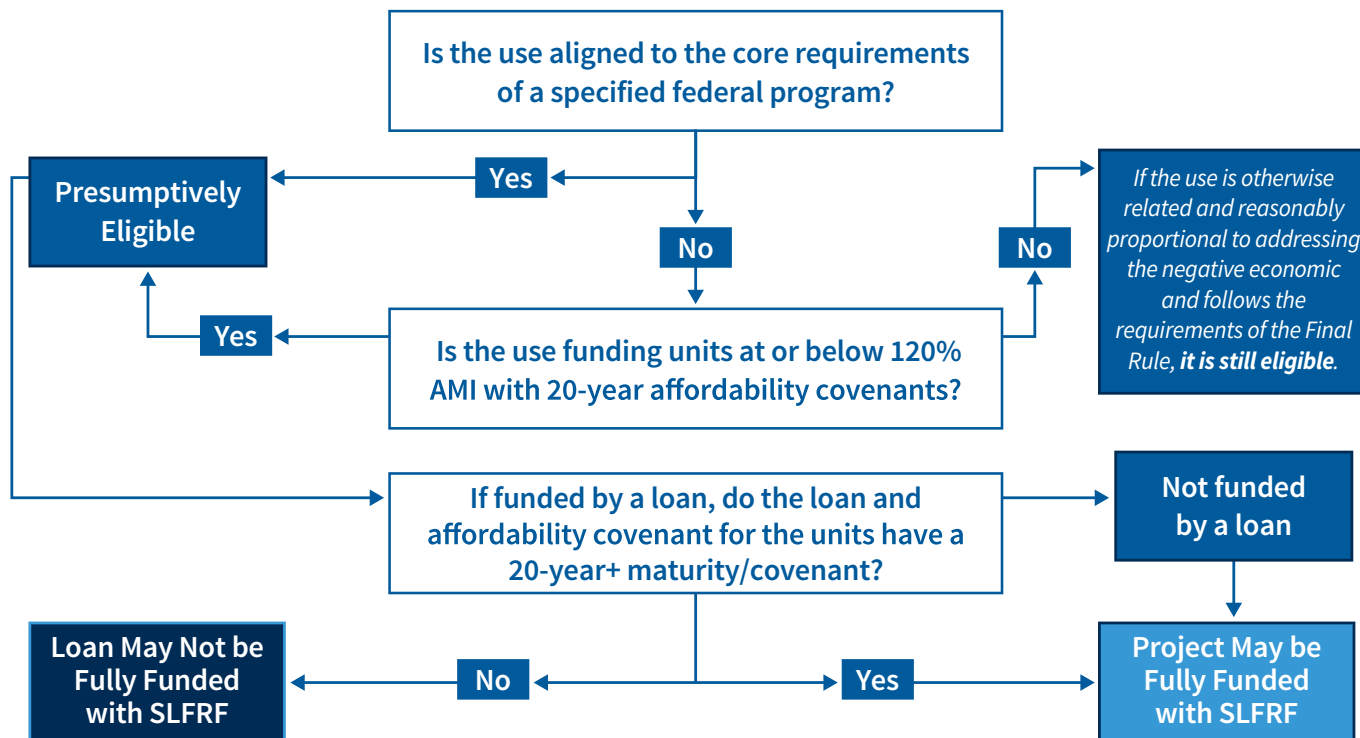 Is the use aligned to the core requirements
of a specified federal program?
Yes
Presumptively
Eligible
No
No
If the use is otherwise
related and reasonably
proportional to addressing
the negative economic
and follows the
requirements of the Final
Rule, it is still eligible.
Yes
Is the use funding units at or below 120%
AMI with 20-year affordability covenants?
If funded by a loan, do the loan and
affordability covenant for the units have a
20-year+ maturity/covenant?
Not funded
by a loan
Loan May Not be
Fully Funded
with SLFRF
No
Yes
Project May be
Fully Funded
with SLFRF